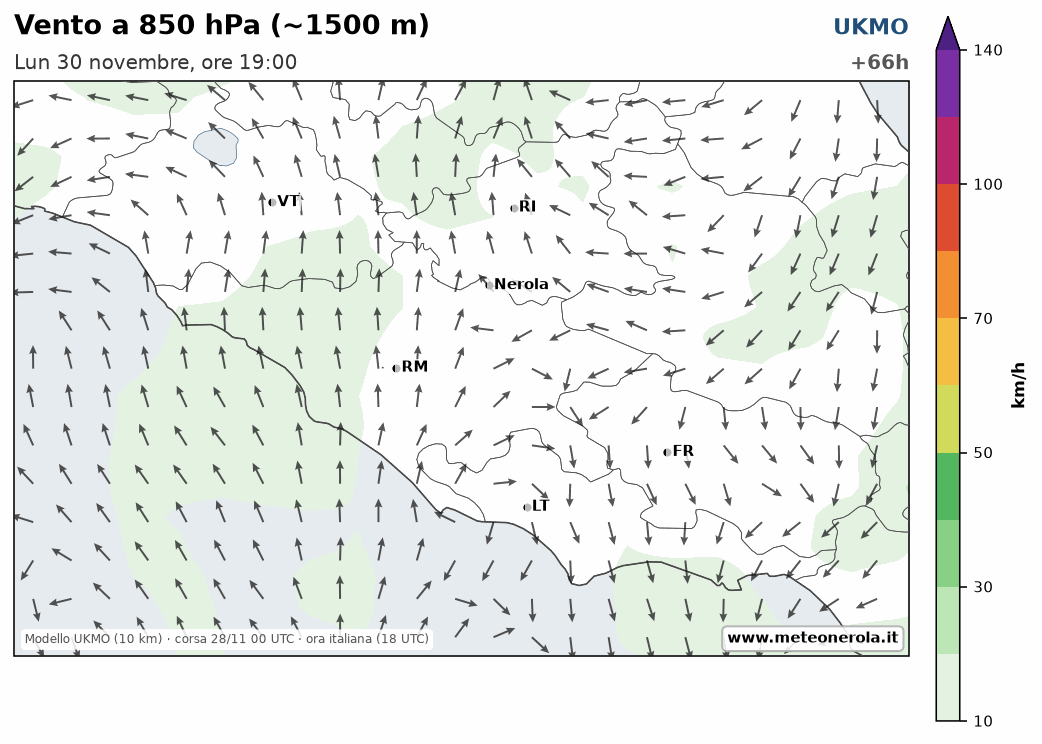 Vento a 850 hPa (~1500 m)
UKMO
Lun 30 novembre, ore 19:00
+66h
140
100
70
50
30
10
km/h
VT
RI
Nerola
RM
FR
LT
Modello UKMO (10 km) · corsa 28/11 00 UTC · ora italiana (18 UTC)
www.meteonerola.it